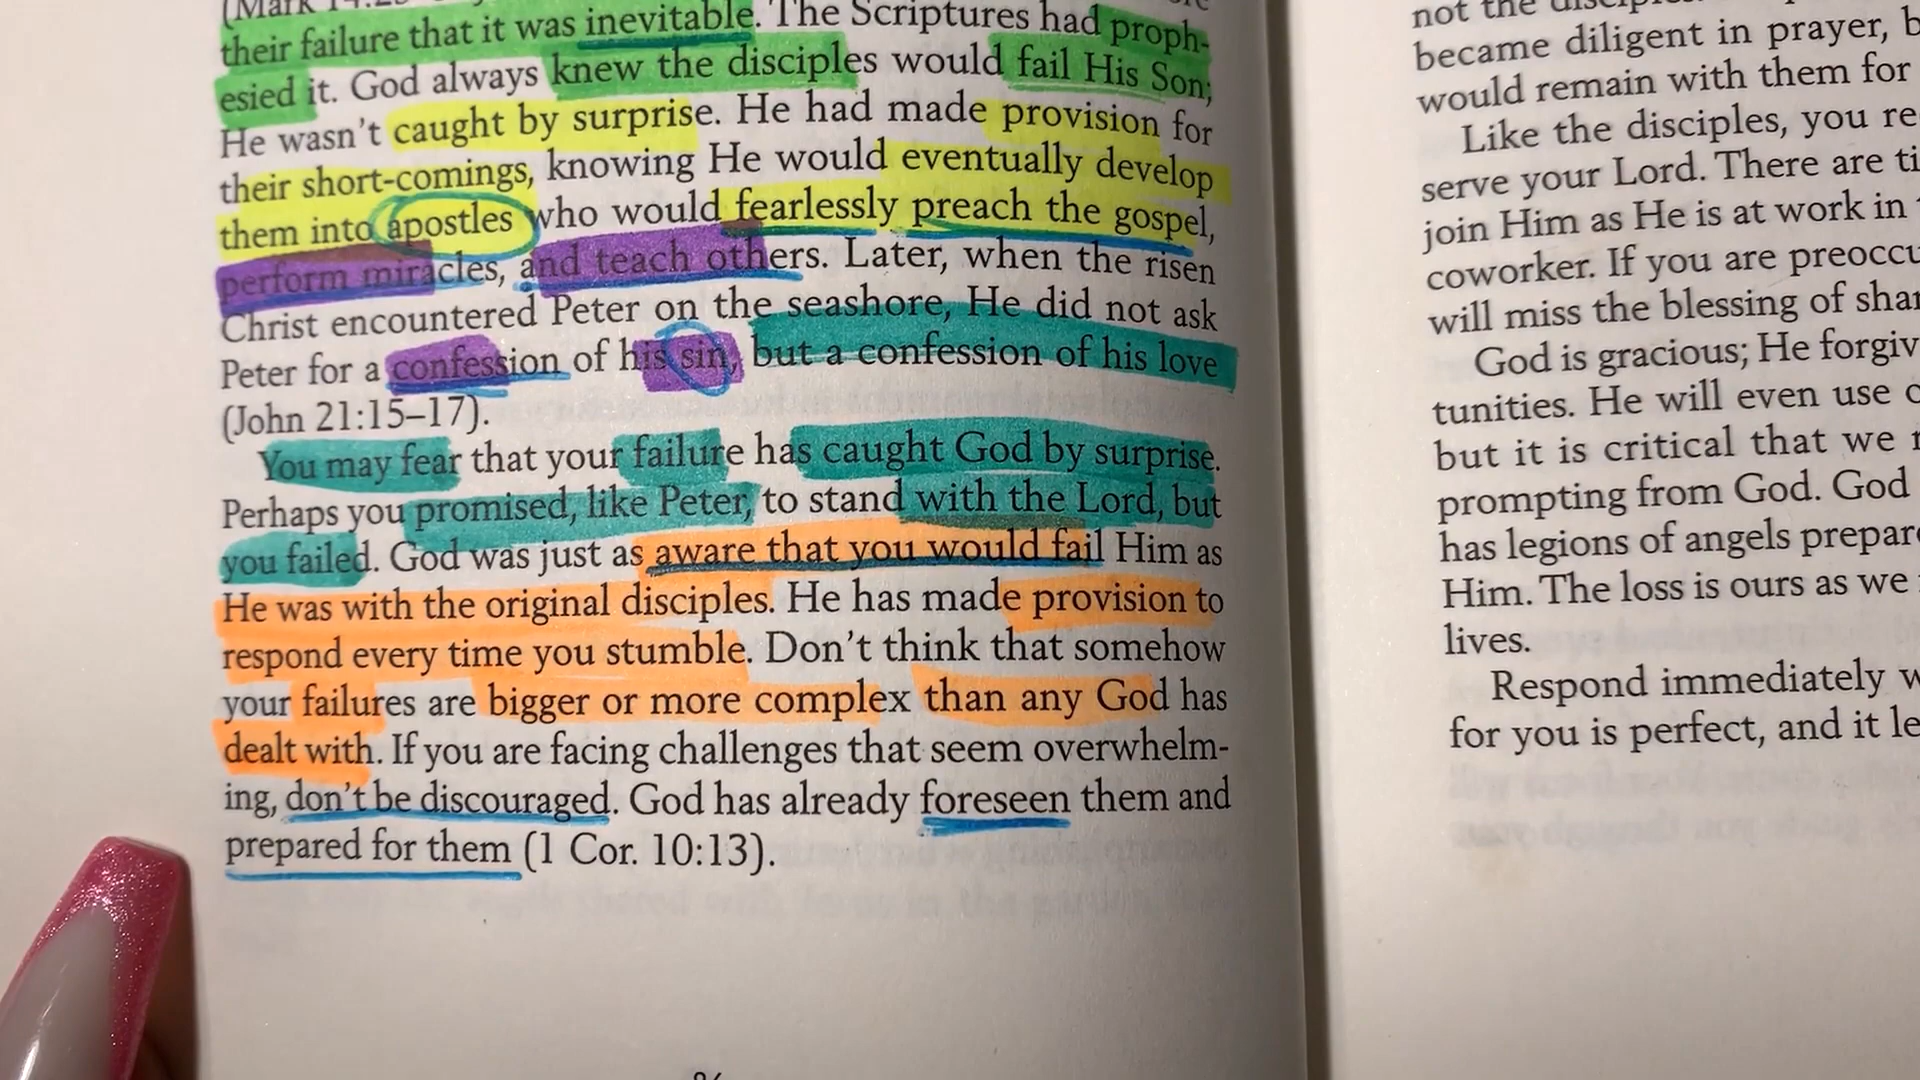 (Mark
their failure that it was inevitable. The Scriptures had proph-
esied it. God always knew the disciples would fail His Son;
He wasn't caught by surprise. He had made provision for
their short-comings, knowing He would eventually develop
them into apostles who would fearlessly preach the gospel,
perform miracles, and teach others. Later, when the risen
Christ encountered Peter on the seashore, He did not ask
Peter for a confession of his sin, but a confession of his love
(John 21:15–17).
You may fear that your failure has caught God by surprise.
Perhaps you promised, like Peter, to stand with the Lord, but
you failed. God was just as aware that you would fail Him as
He was with the original disciples. He has made provision to
respond every time you stumble. Don't think that somehow
your failures are bigger or more complex than any God has
dealt with. If you are facing challenges that seem overwhelm-
ing, don't be discouraged. God has already foreseen them and
prepared for them (1 Cor. 10:13).
not the
became diligent in prayer,
would remain with them for
Like the disciples, you
serve your Lord. There are
join Him as He is at work in
coworker. If you are
will miss the blessing of
God is gracious; He
tunities. He will even use
but it is critical that we
prompting from God. God
has legions of angels
Him. The loss is ours as we
lives.
Respond immediately
for you is perfect, and it